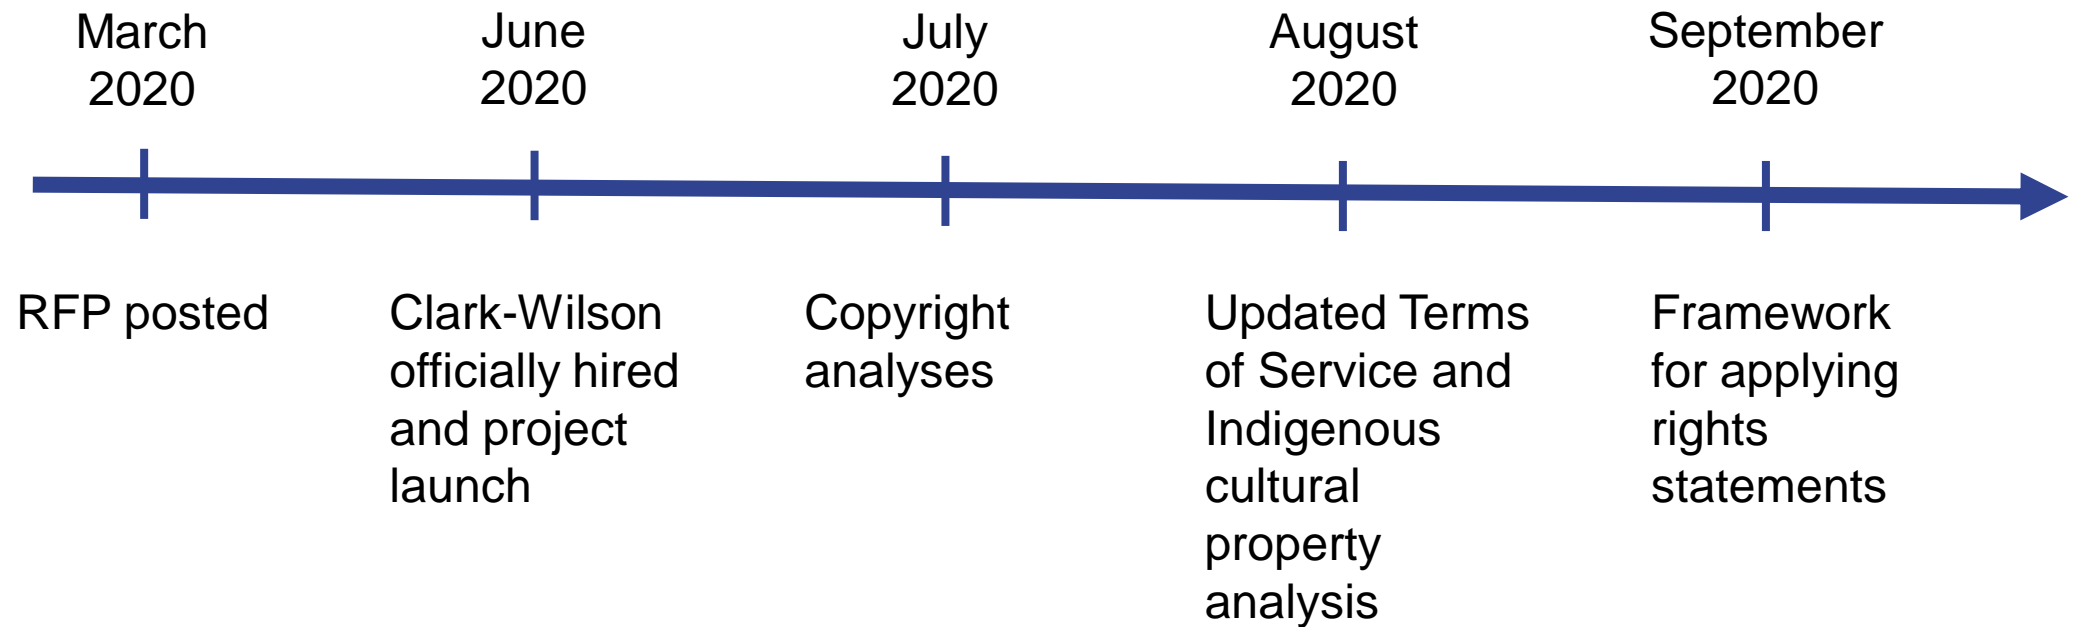 March
2020
June
2020
July
2020
August
2020
September
2020
RFP posted
Clark-Wilson
officially hired
and project
launch
Copyright
analyses
Updated Terms
of Service and
Indigenous
cultural
property
analysis
Framework
for applying
rights
statements